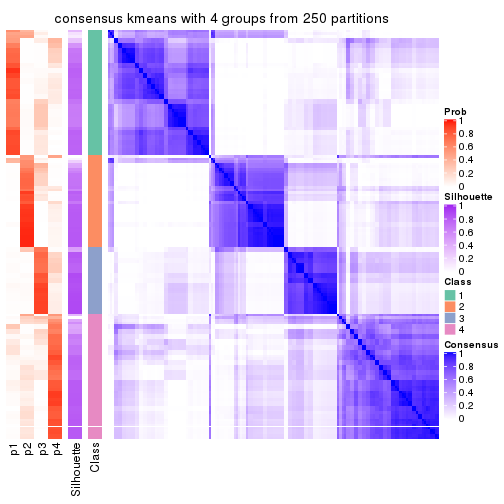 consensus kmeans with 4 groups from 250 partitions
Prob
1
0.8
0.6
0.4
0.2
0
Silhouette
1
0.8
0.6
0.4
0.2
0
Class
1
2
3
4
Consensus
1
0.8
0.6
0.4
0.2
0
p1
p2
p3
p4
Silhouette
Class